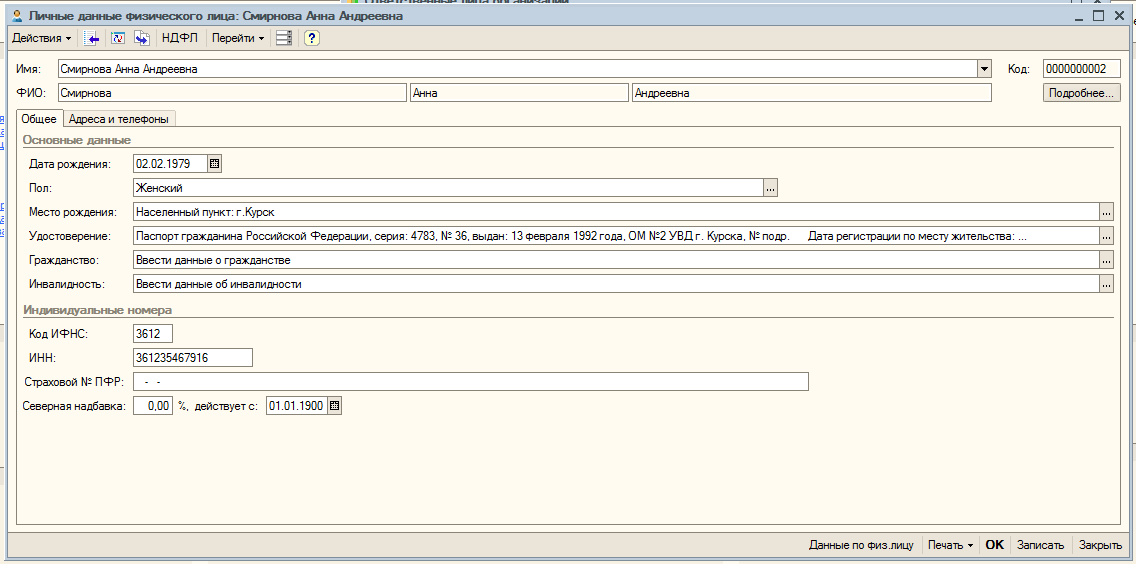 Ответственные лица организации
Личные данные физического лица: Смирнова Анна Андреевна
Действия НДФЛ Перейти ?
Имя: Смирнова Анна Андреевна Код: 0000000002
ФИО: Смирнова Анна Андреевна Подробнее...
Общее Адреса и телефоны
Основные данные
Дата рождения: 02.02.1979
Пол: Женский ...
Место рождения: Населенный пункт: г.Курск ...
Удостоверение: Паспорт гражданина Российской Федерации, серия: 4783, № 36, выдан: 13 февраля 1992 года, ОМ №2 УВД г. Курска, № подр. Дата регистрации по месту жительства: ... ...
Гражданство: Ввести данные о гражданстве ...
Инвалидность: Ввести данные об инвалидности ...
Индивидуальные номера
Код ИФНС: 3612
ИНН: 361235467916
Страховой № ПФР: - -
Северная надбавка: 0,00 %, действует с: 01.01.1900
Данные по физ.лицу Печать OK Записать Закрыть